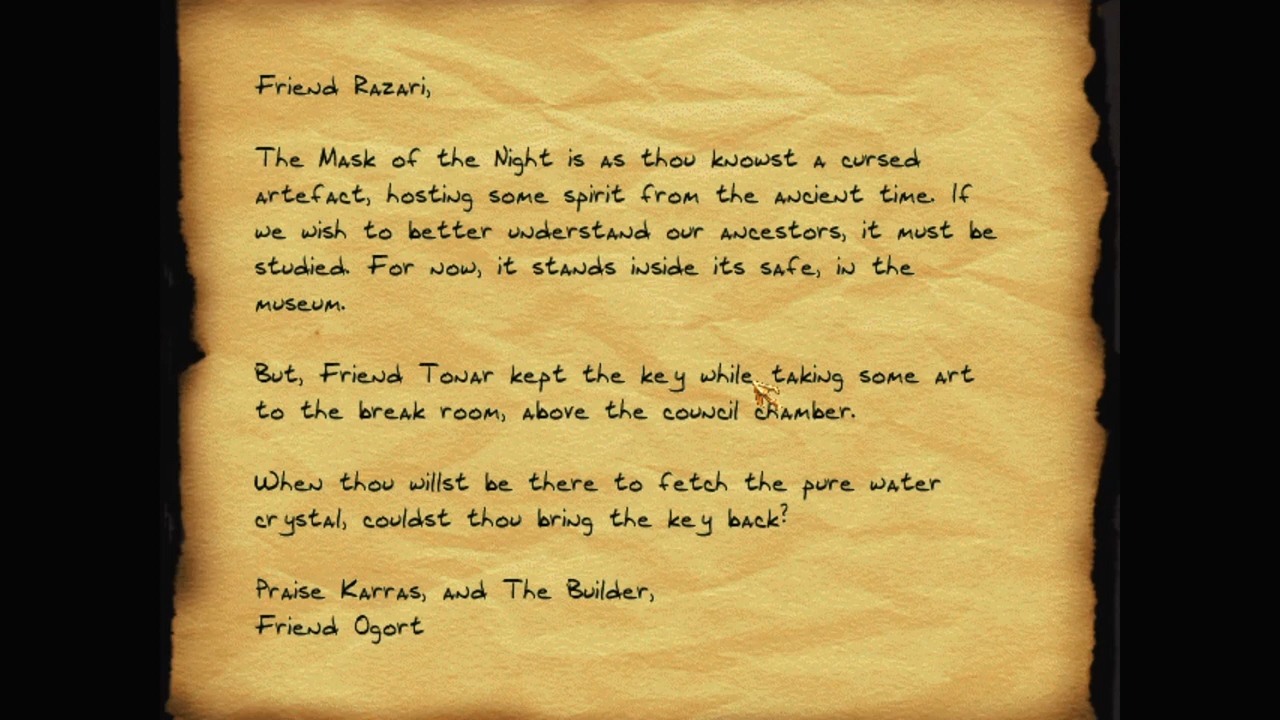 Friend Razari,
The Mask of the Night is as thou knowst a cursed
artefact, hosting some spirit from the ancient time. If
we wish to better understand our ancestors, it must be
studied. For now, it stands inside its safe, in the
museum.
But, Friend Tonar kept the key while taking some art
to the break room, above the council chamber.
When thou willst be there to fetch the pure water
crystal, couldst thou bring the key back?
Praise Karras, and The Builder,
Friend Ogort